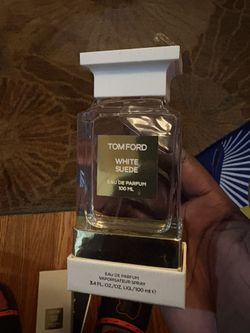 TOM FORD
WHITE
SUEDE
EAU DE PARFUM
100 ML
EAU DE PARFUM
VAPORISATEUR SPRAY
3.4 FL. OZ./OZ. LIQ./100 ml ℮